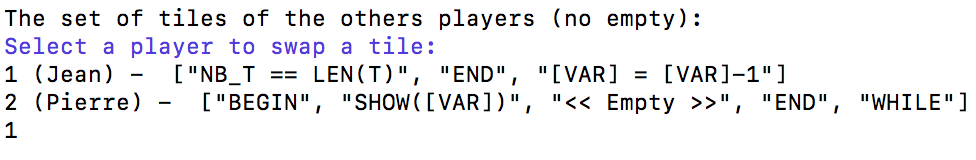 The set of tiles of the others players (no empty):
Select a player to swap a tile:
1 (Jean) -  ["NB_T == LEN(T)", "END", "[VAR] = [VAR]-1"]
2 (Pierre) -  ["BEGIN", "SHOW([VAR])", "<< Empty >>", "END", "WHILE"]
1